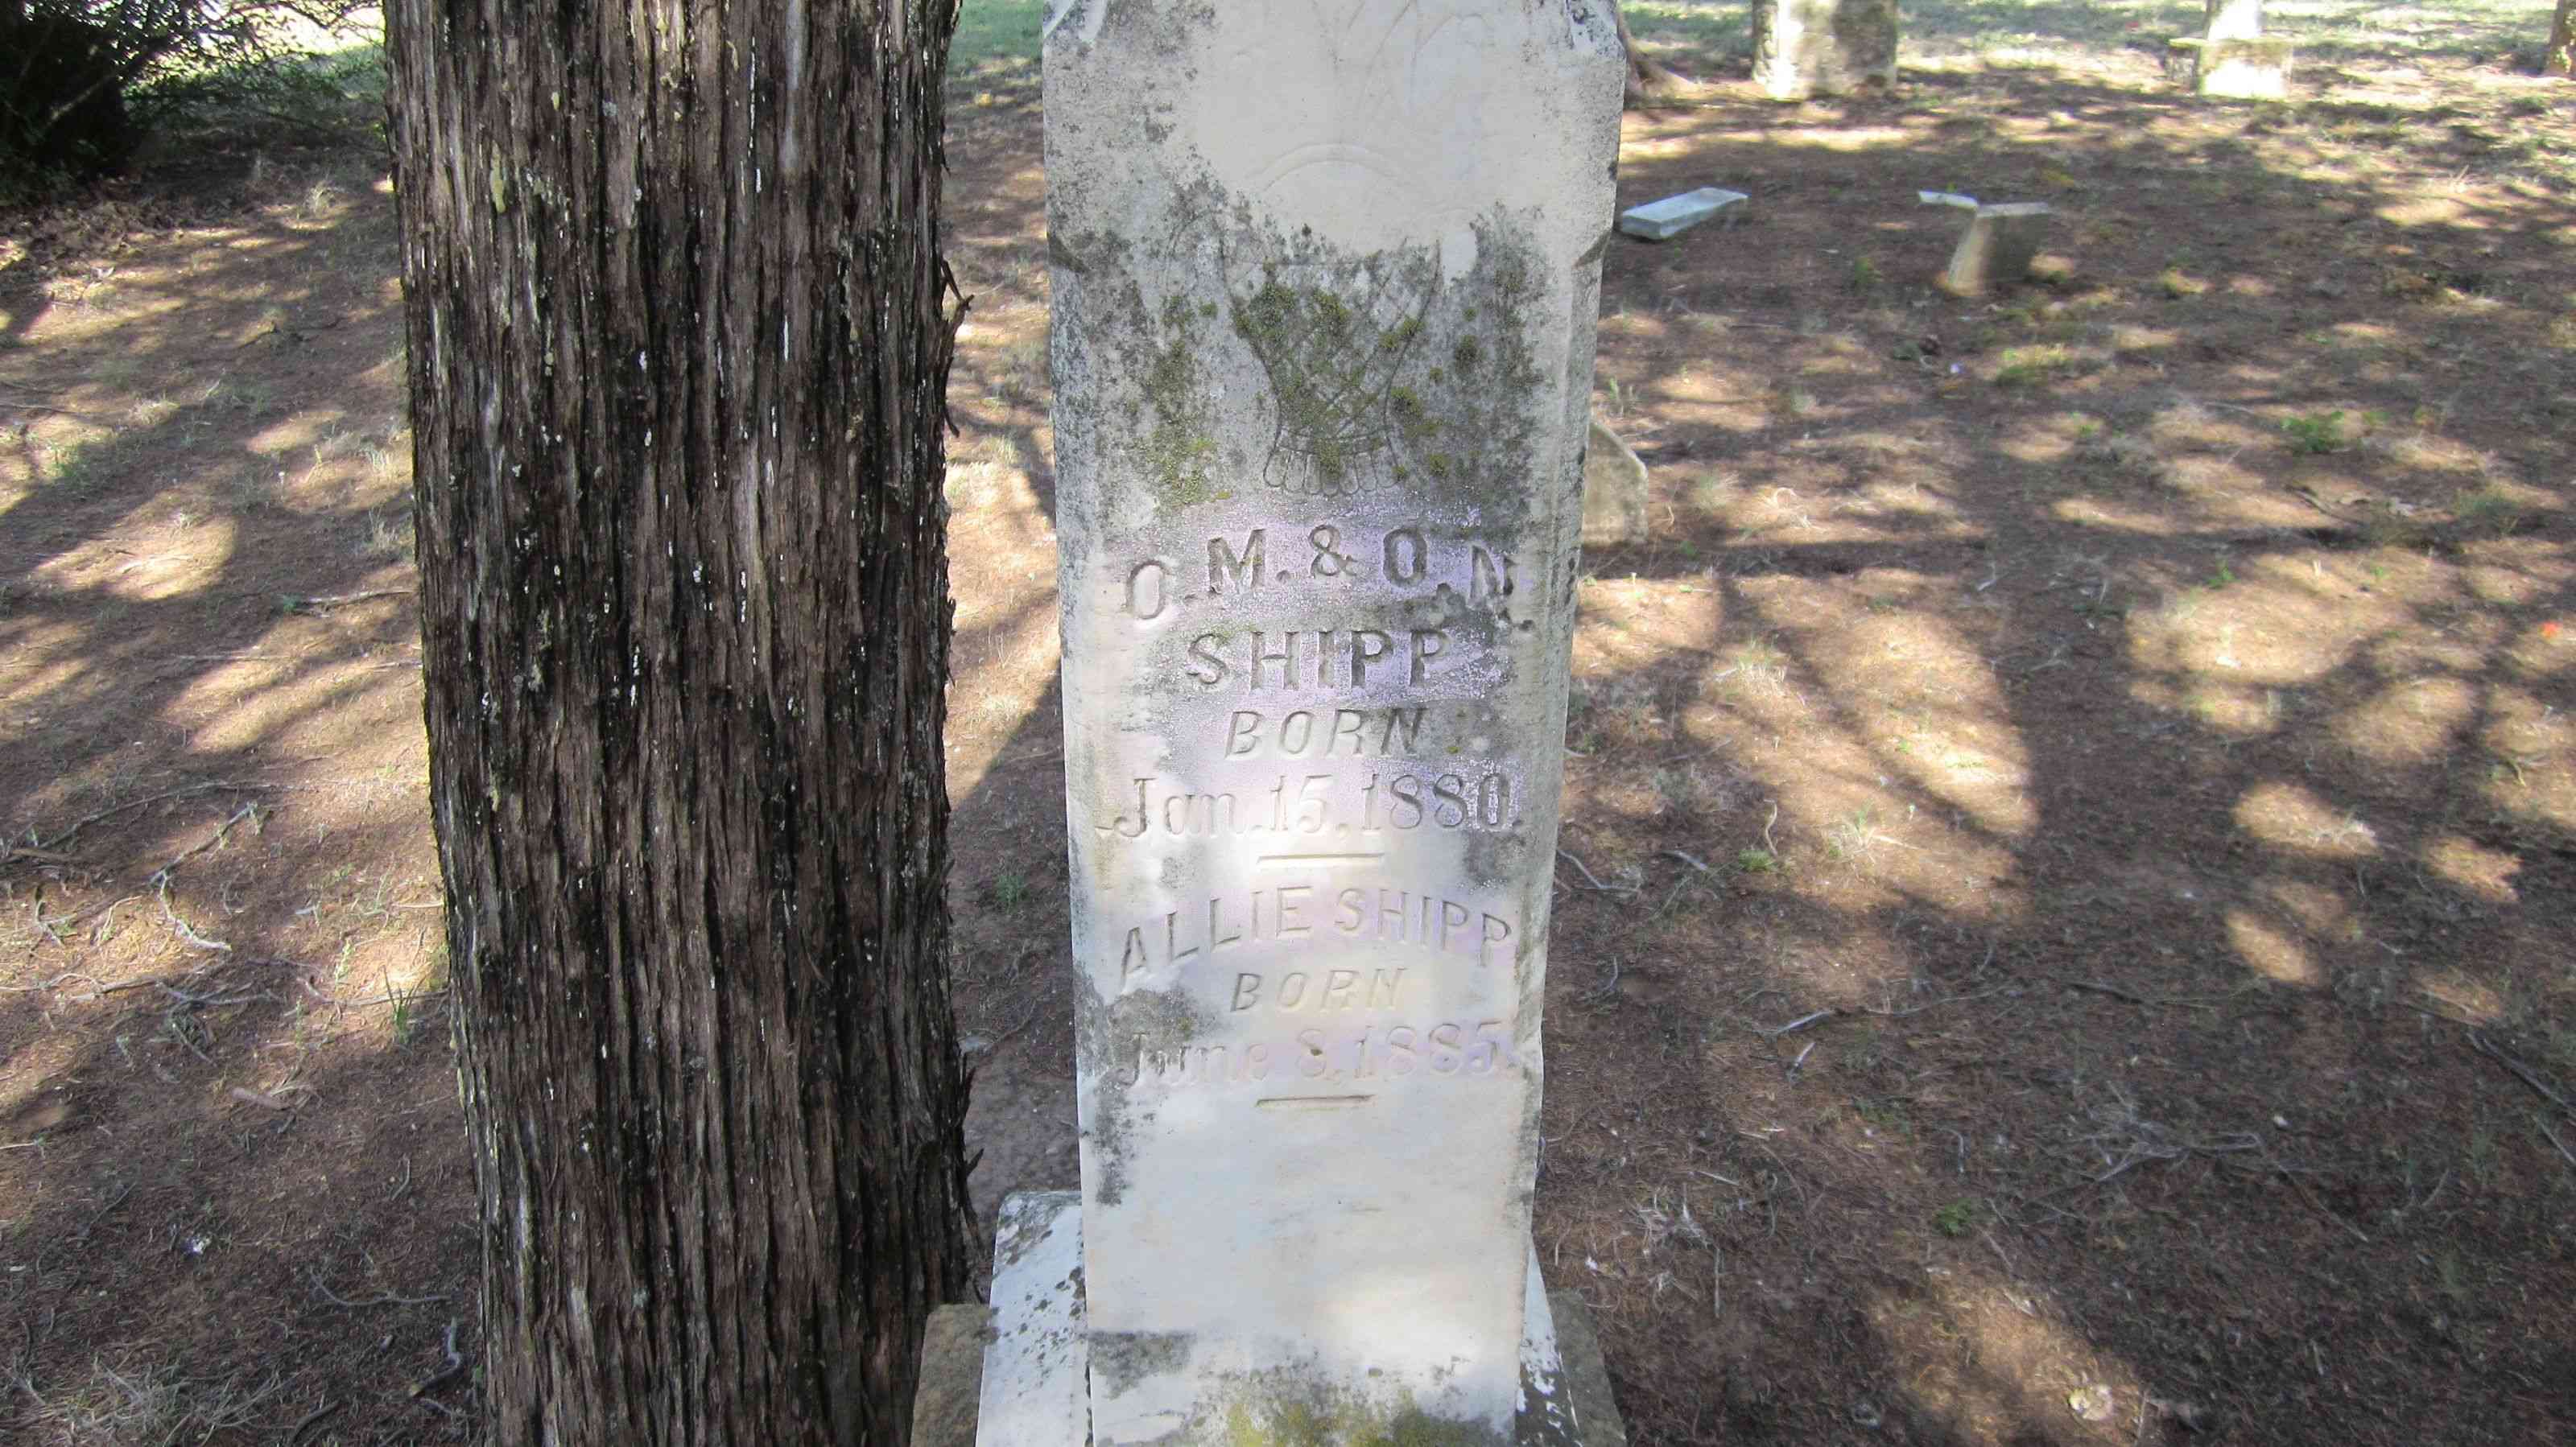 O. M. & O. N.
SHIPP
BORN
Jan. 15, 1880.
ALLIE SHIPP
BORN
June 8, 1885.